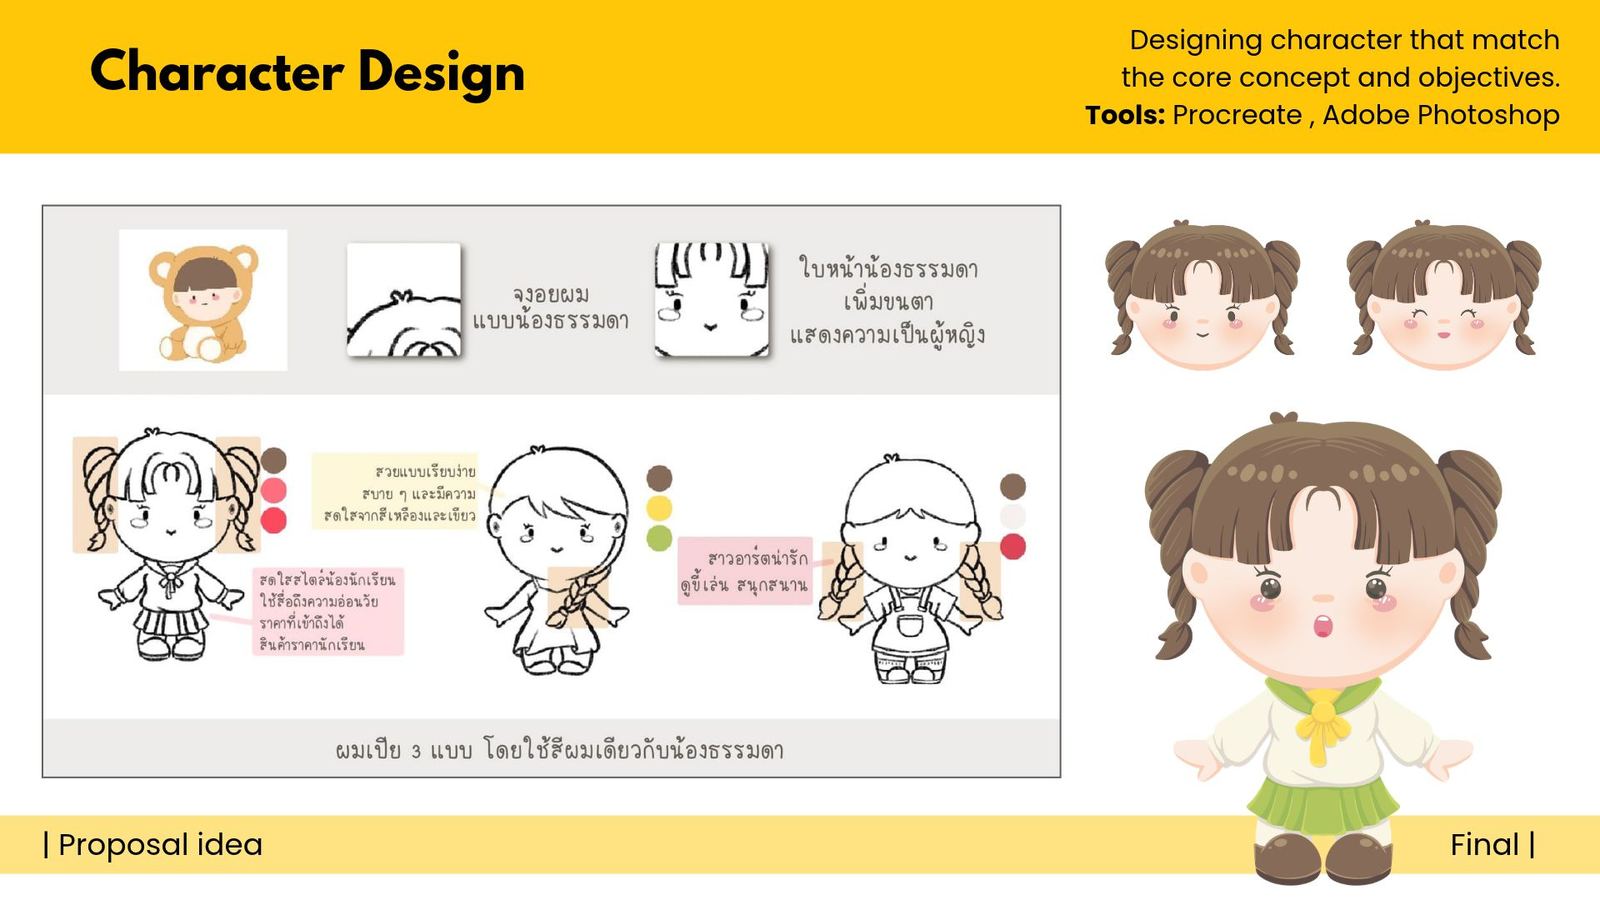 Character Design
Designing character that match
the core concept and objectives.
Tools: Procreate , Adobe Photoshop
จงอยผม
แบบน้องธรรมดา
ใบหน้าน้องธรรมดา
เพิ่มขนตา
แสดงความเป็นผู้หญิง
สวยแบบเรียบง่าย
สบาย ๆ และมีความ
สดใสจากสีเหลืองและเขียว
สาวอาร์ตน่ารัก
ดูขี้เล่น สนุกสนาน
สดใสสไตล์น้องนักเรียน
ใช้สื่อถึงความอ่อนวัย
ราคาที่เข้าถึงได้
สินค้าราคานักเรียน
ผมเปีย 3 แบบ โดยใช้สีผมเดียวกับน้องธรรมดา
| Proposal idea
Final |